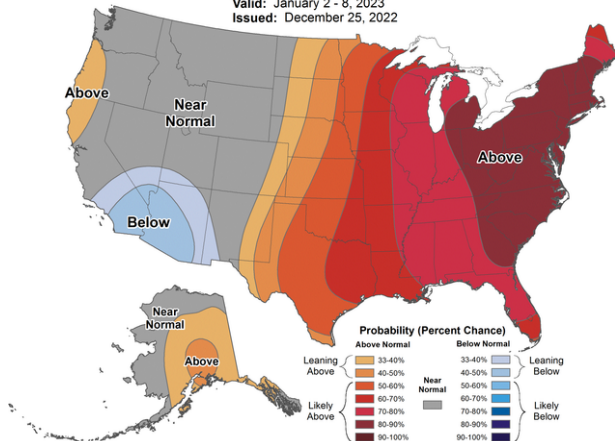 Valid: January 2 - 8, 2023
Issued: December 25, 2022
Above
Near
Normal
Above
Below
Near
Normal
Above
Probability (Percent Chance)
Above Normal
Below Normal
Leaning
Above
33-40%
40-50%
Likely
Above
50-60%
60-70%
70-80%
80-90%
90-100%
Near
Normal
33-40%
40-50%
Leaning
Below
50-60%
60-70%
70-80%
80-90%
90-100%
Likely
Below